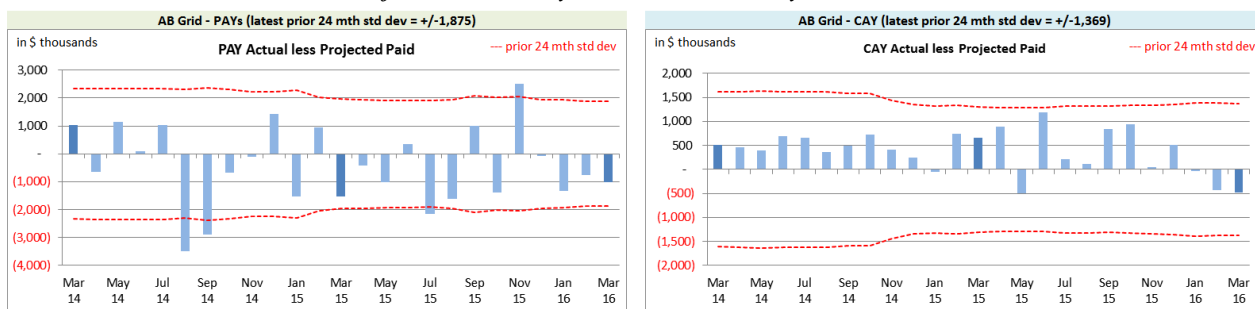 AB Grid - PAYs (latest prior 24 mth std dev = +/-1,875)
in $ thousands
PAY Actual less Projected Paid
--- prior 24 mth std dev
3,000
2,000
1,000
-
(1,000)
(2,000)
(3,000)
(4,000)
Mar May Jul Sep Nov Jan Mar May Jul Sep Nov Jan Mar
14 14 14 14 14 15 15 15 15 15 15 16 16
AB Grid - CAY (latest prior 24 mth std dev = +/-1,369)
in $ thousands
CAY Actual less Projected Paid
--- prior 24 mth std dev
2,000
1,500
1,000
500
-
(500)
(1,000)
(1,500)
(2,000)
Mar May Jul Sep Nov Jan Mar May Jul Sep Nov Jan Mar
14 14 14 14 14 15 15 15 15 15 15 16 16